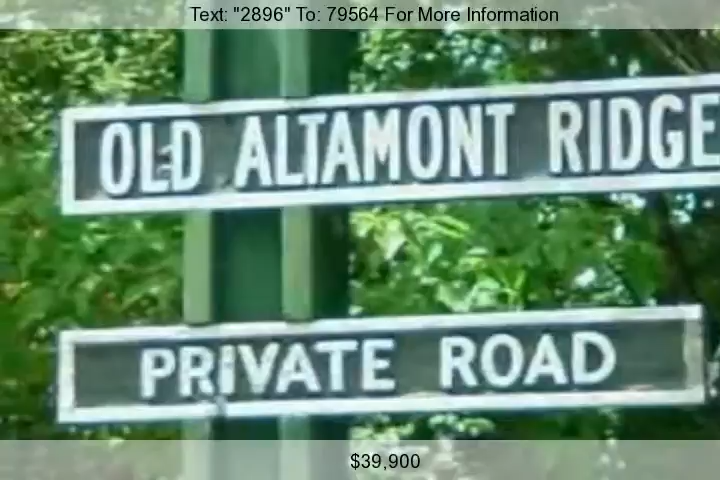 Text: "2896" To: 79564 For More Information
OLD ALTAMONT RIDGE
PRIVATE ROAD
$39,900